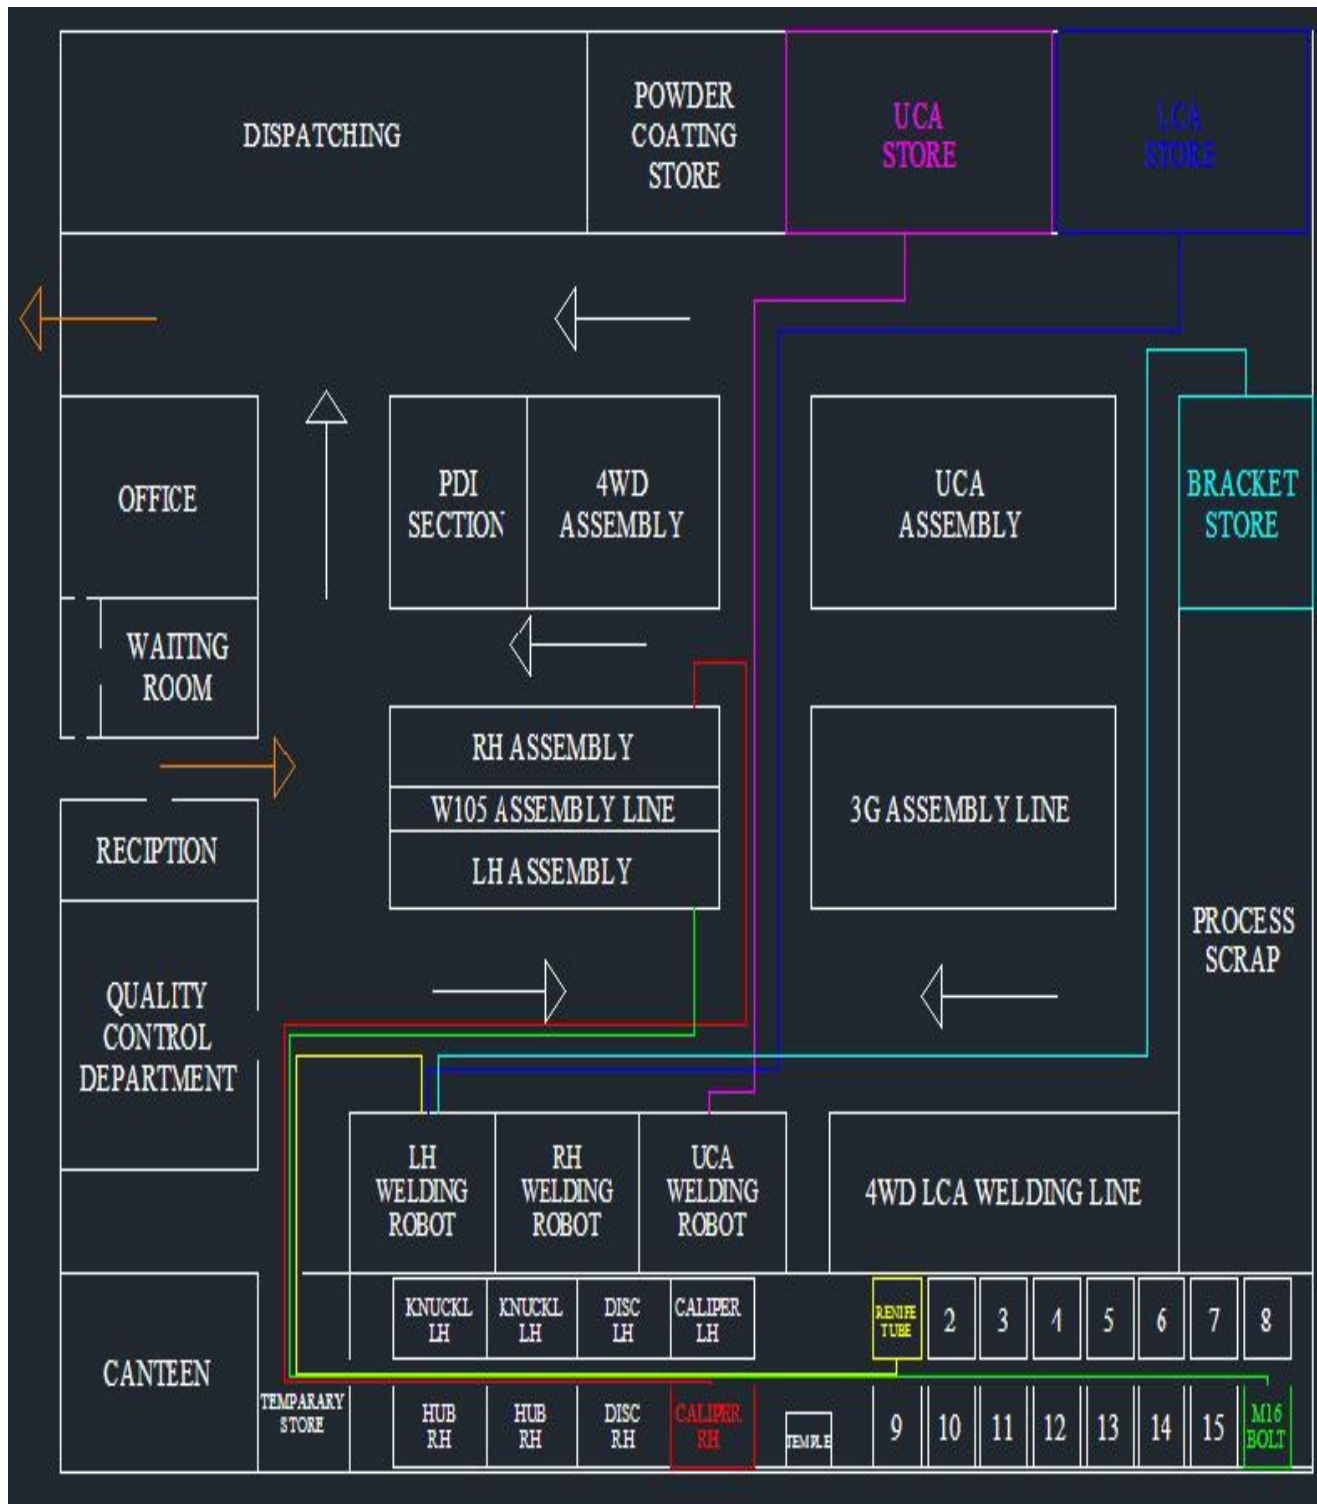 DISPATCHING
POWDER
COATING
STORE
UCA
STORE
LCA
STORE
OFFICE
PDI
SECTION
4WD
ASSEMBLY
UCA
ASSEMBLY
BRACKET
STORE
WAITING
ROOM
RH ASSEMBLY
W105 ASSEMBLY LINE
LH ASSEMBLY
3G ASSEMBLY LINE
RECIPTION
QUALITY
CONTROL
DEPARTMENT
PROCESS
SCRAP
LH
WELDING
ROBOT
RH
WELDING
ROBOT
UCA
WELDING
ROBOT
4WD LCA WELDING LINE
CANTEEN
TEMPARARY
STORE
KNUCKL
LH
KNUCKL
LH
DISC
LH
CALIPER
LH
TUBE
2
3
4
5
6
7
8
HUB
RH
HUB
RH
DISC
RH
CALIPER
RH
TEMPLE
9
10
11
12
13
14
15
M16
BOLT